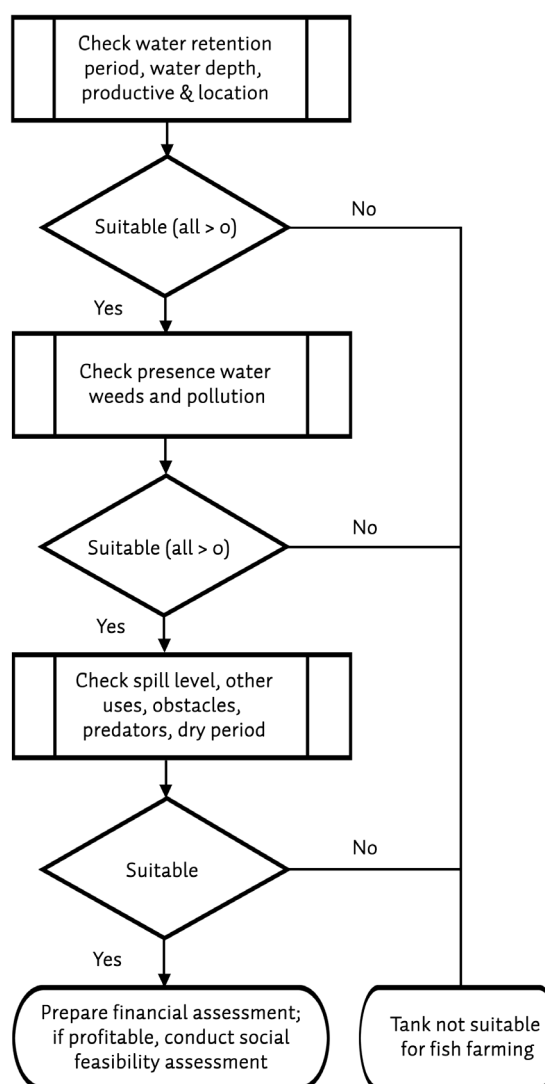 Check water retention
period, water depth,
productive & location
Suitable (all > 0)
No
Yes
Check presence water
weeds and pollution
Suitable (all > 0)
No
Yes
Check spill level, other
uses, obstacles,
predators, dry period
Suitable
No
Yes
Prepare financial assessment;
if profitable, conduct social
feasibility assessment
Tank not suitable
for fish farming